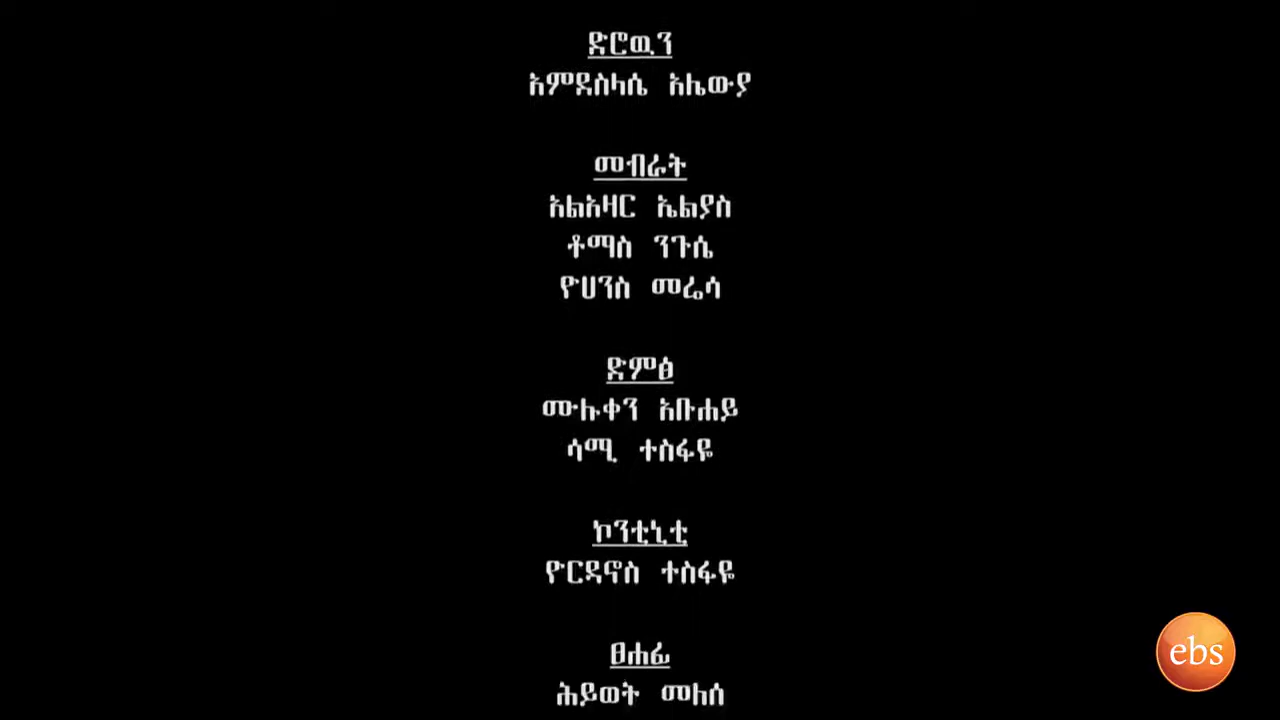 ድሮዉን
አምደስላሴ አሌውያ
መብራት
አልአዛር ኤልያስ
ቶማስ ንጉሴ
ዮሀንስ መሬሳ
ድምፅ
ሙሉቀን አቡሐይ
ሳሚ ተስፋዬ
ኮንቲኒቲ
ዮርዳኖስ ተስፋዬ
ፀሐፊ
ሕይወት መለሰ
ebs